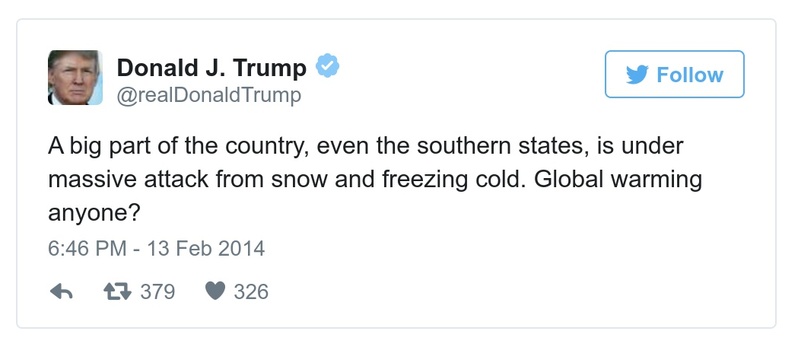 Donald J. Trump
@realDonaldTrump
Follow
A big part of the country, even the southern states, is under
massive attack from snow and freezing cold. Global warming
anyone?
6:46 PM - 13 Feb 2014
379 326